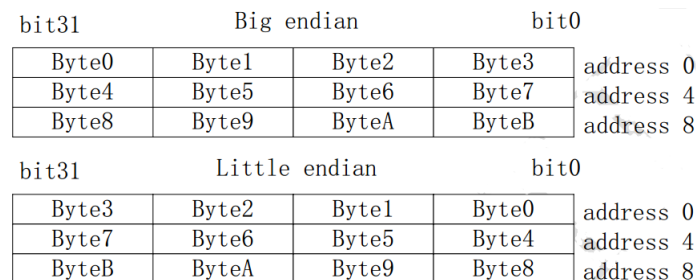 bit31 Big endian bit0
Byte0 Byte1 Byte2 Byte3 address 0
Byte4 Byte5 Byte6 Byte7 address 4
Byte8 Byte9 ByteA ByteB address 8
bit31 Little endian bit0
Byte3 Byte2 Byte1 Byte0 address 0
Byte7 Byte6 Byte5 Byte4 address 4
ByteB ByteA Byte9 Byte8 address 8